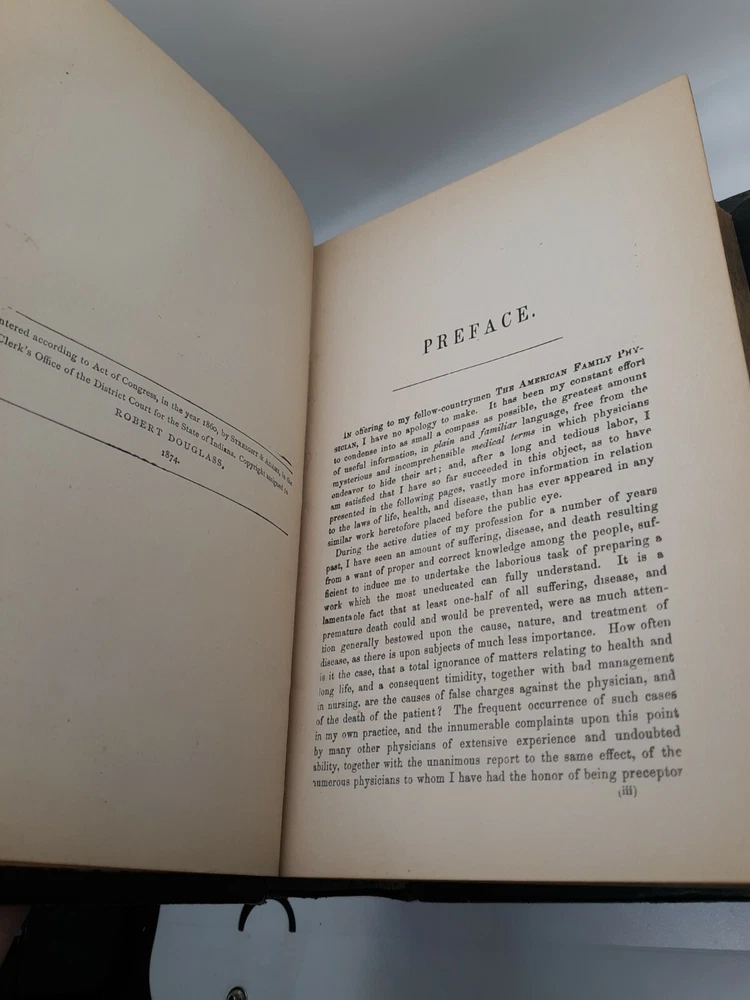 ntered according to Act of Congress, in the year 1860, by STREIGHT & ADAMS, in the
Clerk's Office of the District Court for the State of Indiana. Copyright assigned to
ROBERT DOUGLASS,
1874.
PREFACE.
IN offering to my fellow-countrymen THE AMERICAN FAMILY PHY-
SICIAN, I have no apology to make. It has been my constant effort
to condense into as small a compass as possible, the greatest amount
of useful information, in plain and familiar language, free from the
mysterious and incomprehensible medical terms in which physicians
endeavor to hide their art; and, after a long and tedious labor, I
am satisfied that I have so far succeeded in this object, as to have
presented in the following pages, vastly more information in relation
to the laws of life, health, and disease, than has ever appeared in any
similar work heretofore placed before the public eye.
During the active duties of my profession for a number of years
past, I have seen an amount of suffering, disease, and death resulting
from a want of proper and correct knowledge among the people, suf-
ficient to induce me to undertake the laborious task of preparing a
work which the most uneducated can fully understand. It is a
lamentable fact that at least one-half of all suffering, disease, and
premature death could and would be prevented, were as much atten-
tion generally bestowed upon the cause, nature, and treatment of
disease, as there is upon subjects of much less importance. How often
is it the case, that a total ignorance of matters relating to health and
long life, and a consequent timidity, together with bad management
in nursing, are the causes of false charges against the physician, and
of the death of the patient? The frequent occurrence of such cases
in my own practice, and the innumerable complaints upon this point
by many other physicians of extensive experience and undoubted
ability, together with the unanimous report to the same effect, of the
numerous physicians to whom I have had the honor of being preceptor
(iii)